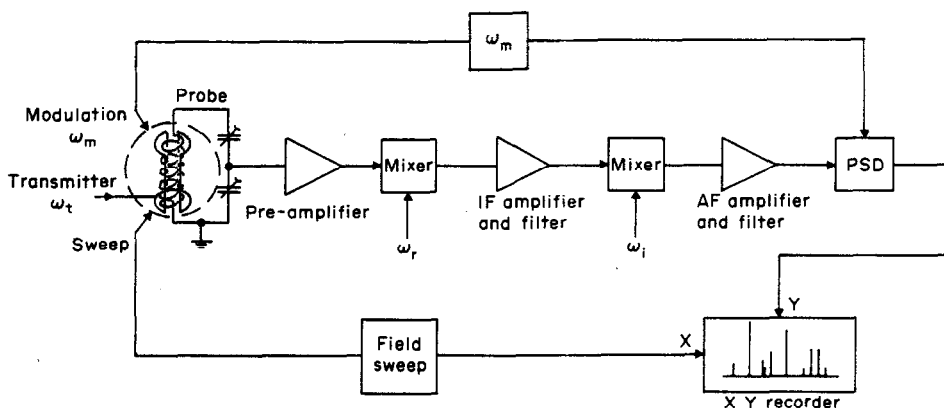 ω_m
Probe
Modulation
ω_m
Transmitter
ω_t
Sweep
Pre-amplifier
Mixer
ω_r
IF amplifier
and filter
Mixer
ω_i
AF amplifier
and filter
PSD
Field
sweep
X
Y
X Y recorder